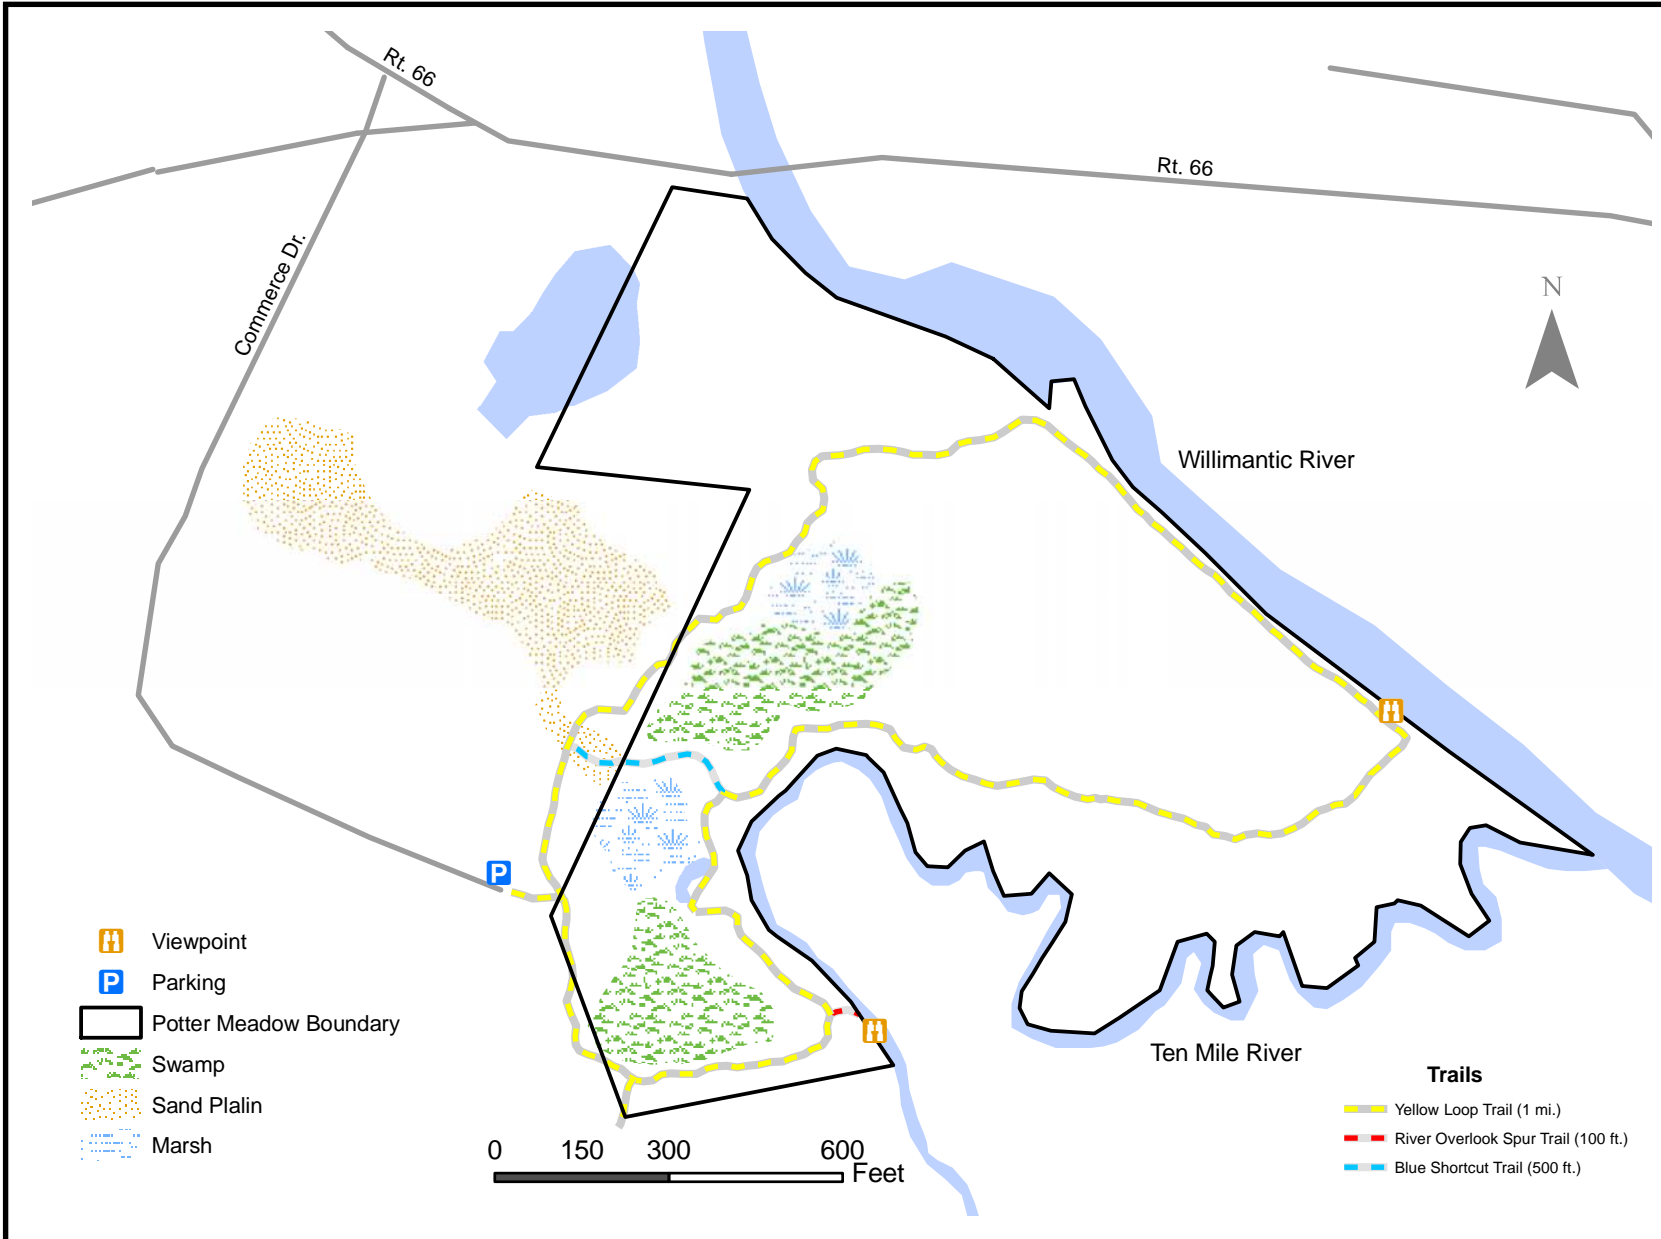 Rt. 66
Rt. 66
Commerce Dr.
N
Willimantic River
P
Viewpoint
P
Parking
Potter Meadow Boundary
Swamp
Sand Plalin
Marsh
Ten Mile River
0 150 300 600
Feet
Trails
Yellow Loop Trail (1 mi.)
River Overlook Spur Trail (100 ft.)
Blue Shortcut Trail (500 ft.)